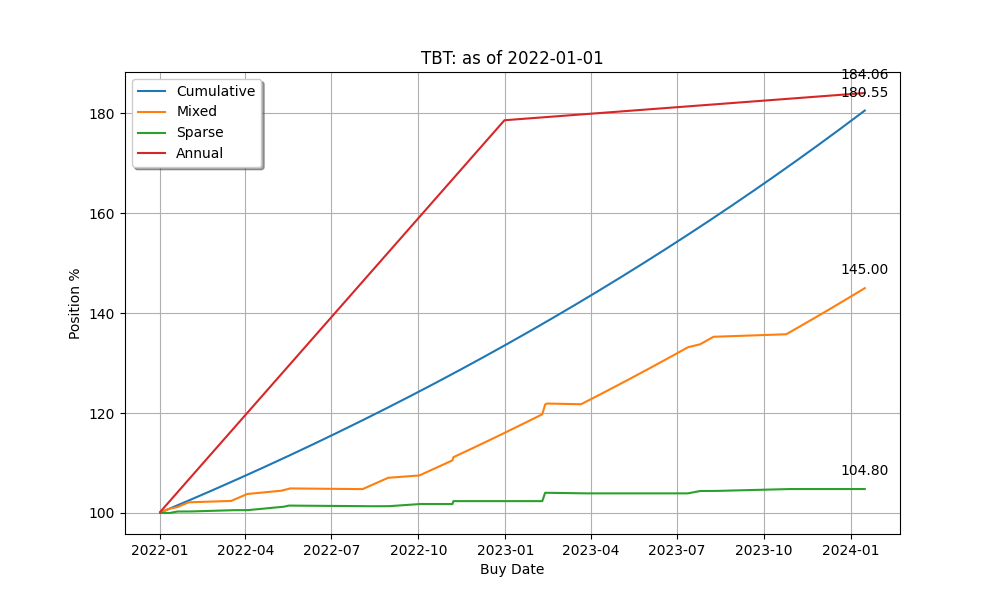 TBT: as of 2022-01-01
184.06
180.55
Cumulative
Mixed
Sparse
Annual
145.00
104.80
180
160
140
120
100
Position %
2022-01 2022-04 2022-07 2022-10 2023-01 2023-04 2023-07 2023-10 2024-01
Buy Date